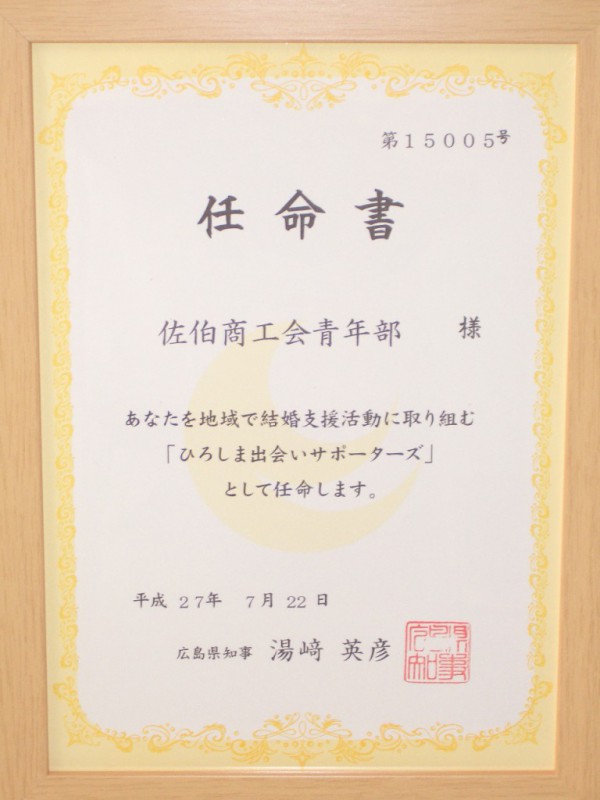 第１５００５号
任命書
佐伯商工会青年部 様
あなたを地域で結婚支援活動に取り組む
「ひろしま出会いサポーターズ」
として任命します。
平成 ２７年 ７月 ２２日
広島県知事 湯﨑 英彦